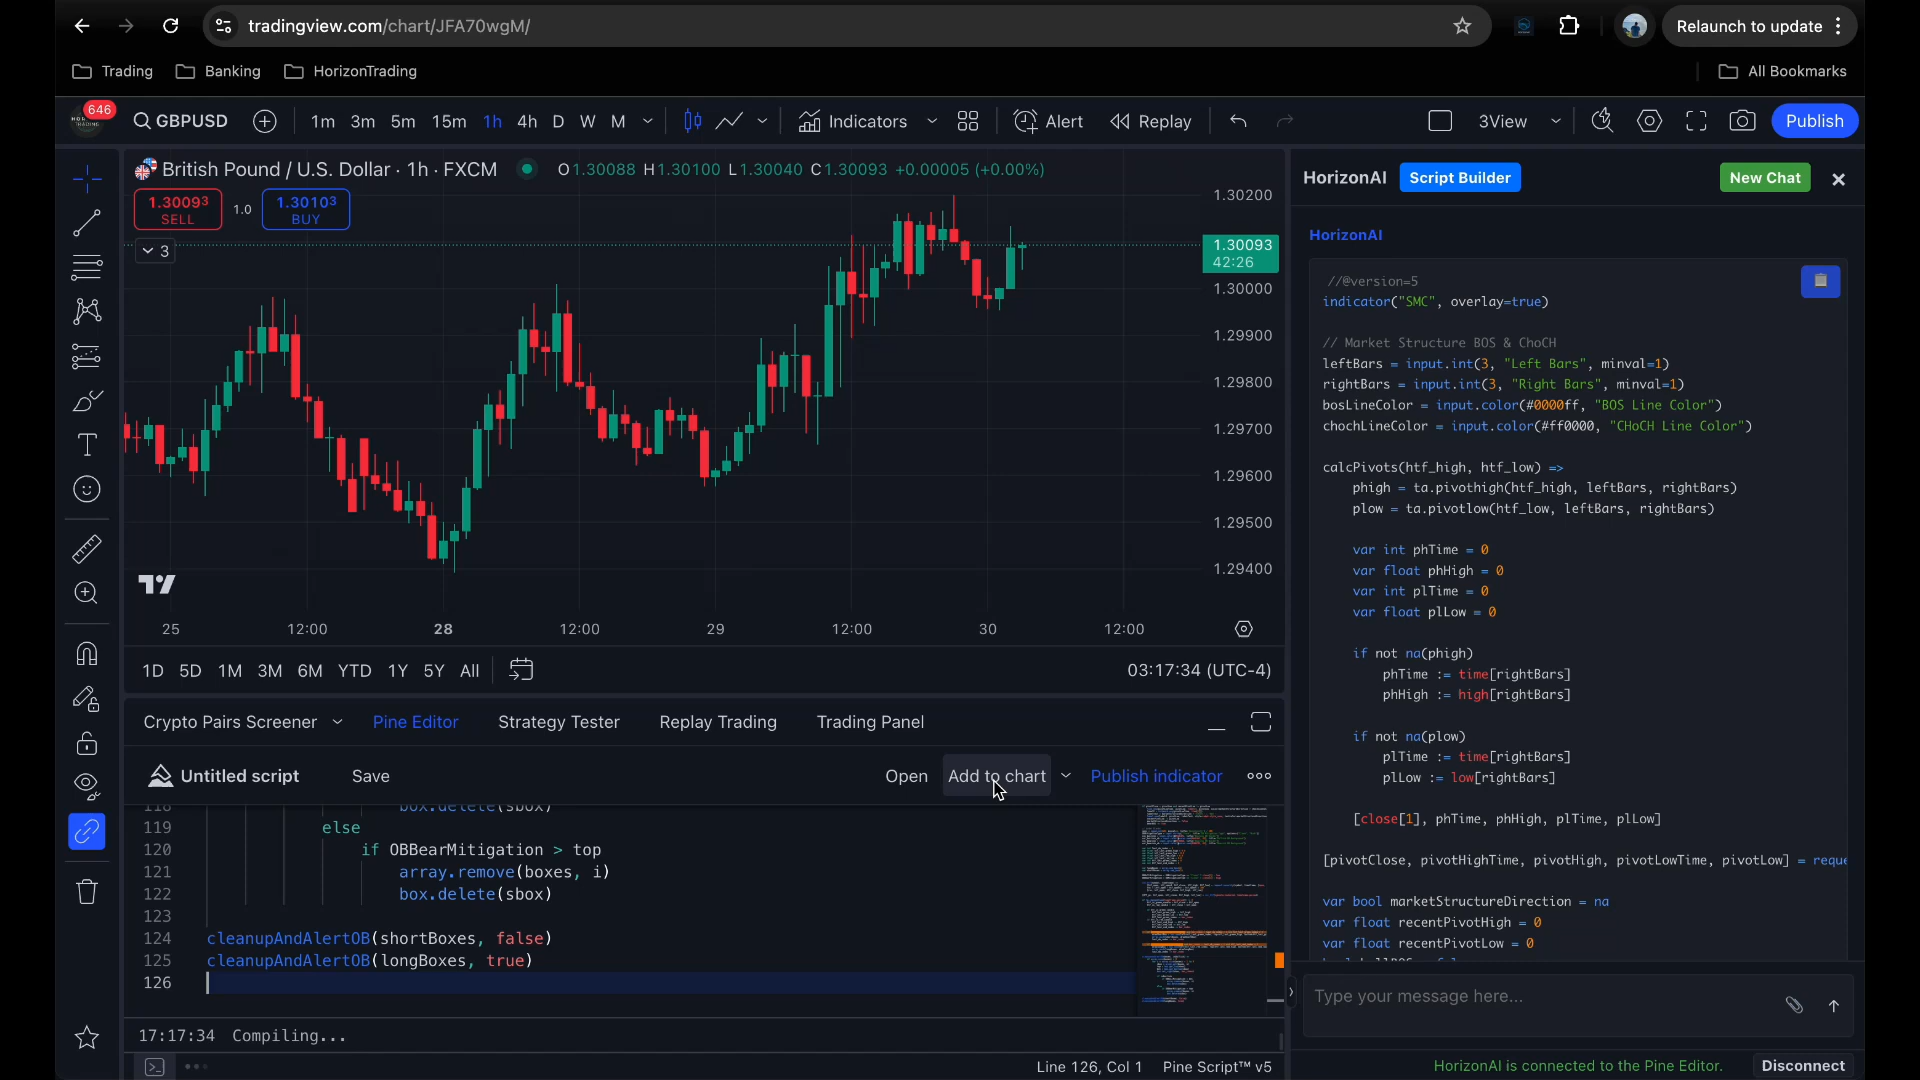 tradingview.com/chart/JFA70wgM/
Relaunch to update
Trading
Banking
HorizonTrading
All Bookmarks
646
GBPUSD
1m 3m 5m 15m 1h 4h D W M
Indicators
Alert
Replay
3View
Publish
British Pound / U.S. Dollar · 1h · FXCM
O1.30088 H1.30100 L1.30040 C1.30093 +0.00005 (+0.00%)
1.30093
SELL
1.0
1.30103
BUY
3
1.30200
1.30093
42:26
1.30000
1.29900
1.29800
1.29700
1.29600
1.29500
1.29400
25 12:00 28 12:00 29 12:00 30 12:00
1D 5D 1M 3M 6M YTD 1Y 5Y All
03:17:34 (UTC-4)
Crypto Pairs Screener
Pine Editor
Strategy Tester
Replay Trading
Trading Panel
Untitled script
Save
Open
Add to chart
Publish indicator
118 box.delete(sbox)
119 else
120 if OBBearMitigation > top
121 array.remove(boxes, i)
122 box.delete(sbox)
123
124 cleanupAndAlertOB(shortBoxes, false)
125 cleanupAndAlertOB(longBoxes, true)
126
17:17:34 Compiling...
Line 126, Col 1
Pine Script™ v5
HorizonAI
Script Builder
New Chat
HorizonAI
//@version=5
indicator("SMC", overlay=true)
// Market Structure BOS & ChoCH
leftBars = input.int(3, "Left Bars", minval=1)
rightBars = input.int(3, "Right Bars", minval=1)
bosLineColor = input.color(#0000ff, "BOS Line Color")
chochLineColor = input.color(#ff0000, "CHoCH Line Color")
calcPivots(htf_high, htf_low) =>
phigh = ta.pivothigh(htf_high, leftBars, rightBars)
plow = ta.pivotlow(htf_low, leftBars, rightBars)
var int phTime = 0
var float phHigh = 0
var int plTime = 0
var float plLow = 0
if not na(phigh)
phTime := time[rightBars]
phHigh := high[rightBars]
if not na(plow)
plTime := time[rightBars]
plLow := low[rightBars]
[close[1], phTime, phHigh, plTime, plLow]
[pivotClose, pivotHighTime, pivotHigh, pivotLowTime, pivotLow] = reque
var bool marketStructureDirection = na
var float recentPivotHigh = 0
var float recentPivotLow = 0
Type your message here...
HorizonAI is connected to the Pine Editor.
Disconnect